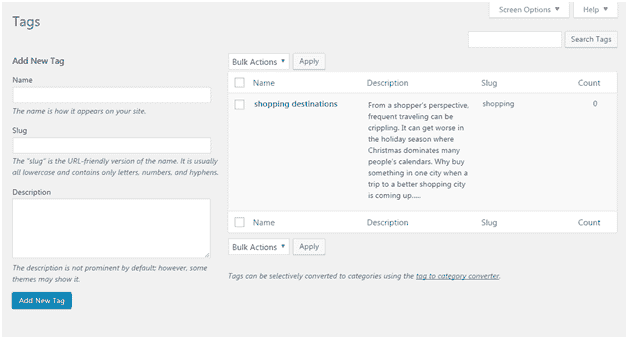 Screen Options ▼ Help ▼
Tags
Search Tags
Add New Tag
Name
The name is how it appears on your site.
Slug
The "slug" is the URL-friendly version of the name. It is usually
all lowercase and contains only letters, numbers, and hyphens.
Description
The description is not prominent by default; however, some
themes may show it.
Add New Tag
Bulk Actions ▼ Apply
Name Description Slug Count
shopping destinations
From a shopper's perspective,
frequent traveling can be
crippling. It can get worse in
the holiday season where
Christmas dominates many
people's calendars. Why buy
something in one city when a
trip to a better shopping city
is coming up.....
shopping
0
Name Description Slug Count
Bulk Actions ▼ Apply
Tags can be selectively converted to categories using the tag to category converter.